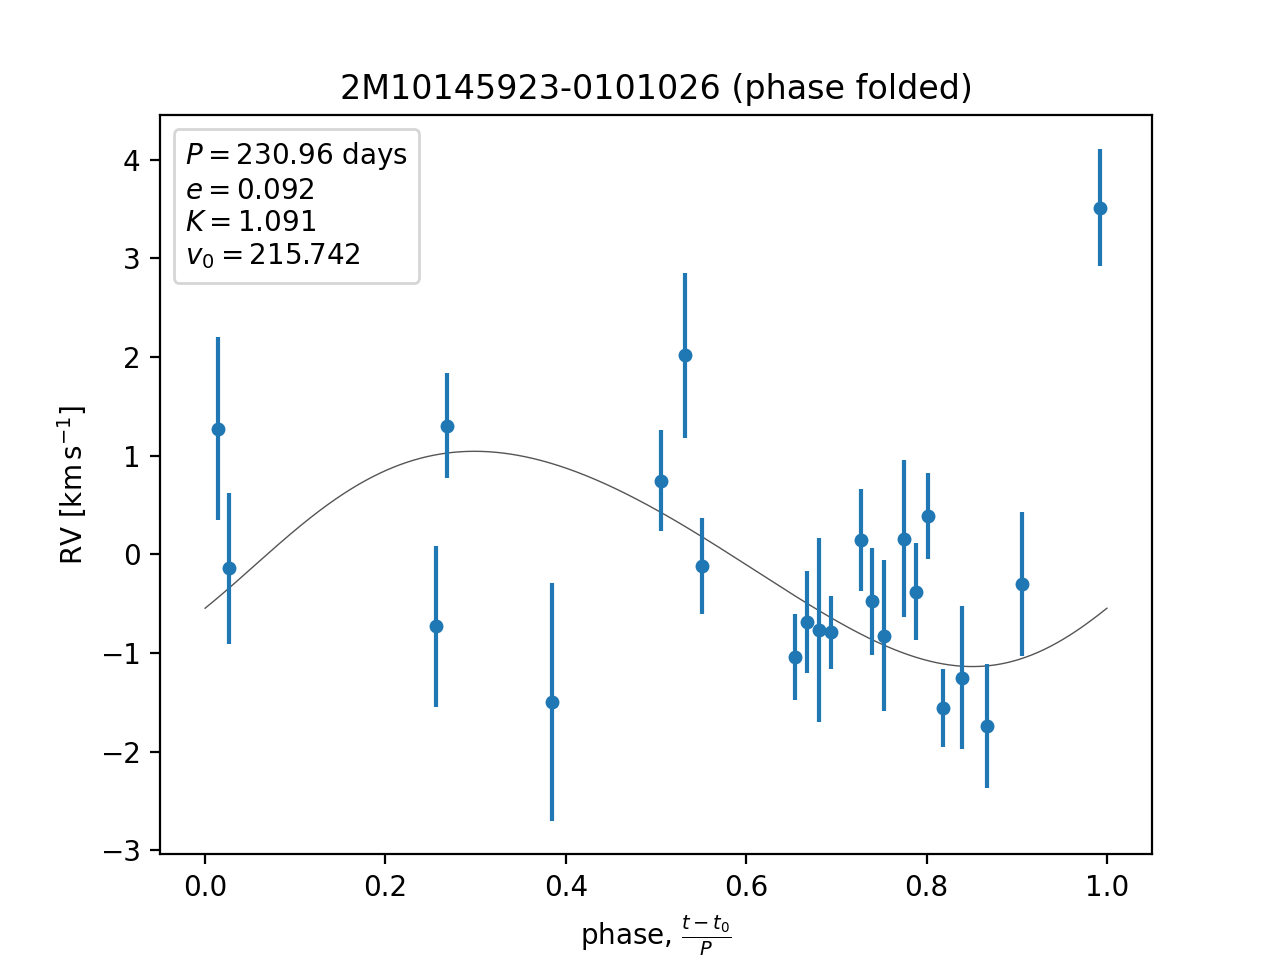 2M10145923-0101026 (phase folded)
P = 230.96 days
e = 0.092
K = 1.091
v₀ = 215.742
4
3
2
1
0
−1
−2
−3
RV [km s⁻¹]
0.0 0.2 0.4 0.6 0.8 1.0
phase, (t − t₀)/P